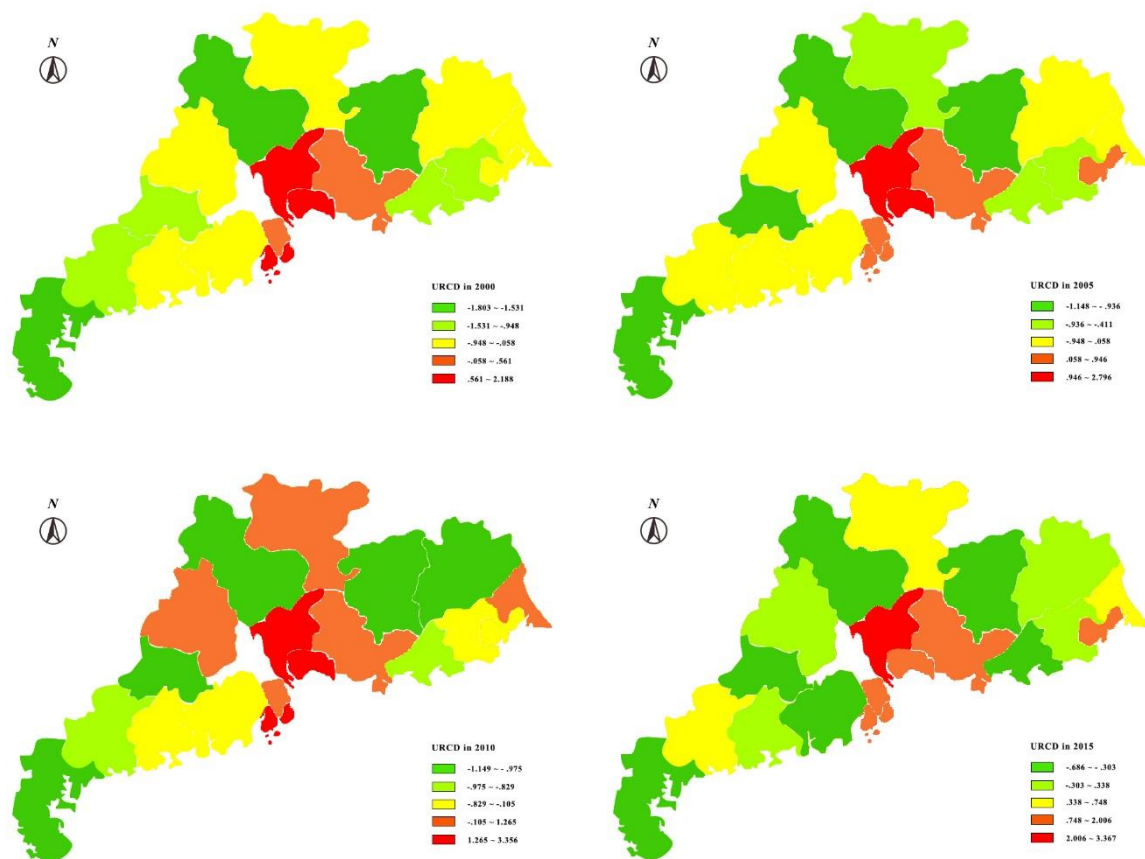 N
N
URCD in 2000
-1.803 ~ -1.531
-1.531 ~ -.948
-.948 ~ -.058
-.058 ~ .561
.561 ~ 2.188
URCD in 2005
-1.148 ~ - .936
-.936 ~ -.411
-.948 ~ .058
.058 ~ .946
.946 ~ 2.796
N
N
URCD in 2010
-1.149 ~ - .975
-.975 ~ -.829
-.829 ~ -.105
-.105 ~ 1.265
1.265 ~ 3.356
URCD in 2015
-.686 ~ - .303
-.303 ~ .338
.338 ~ .748
.748 ~ 2.006
2.006 ~ 3.367